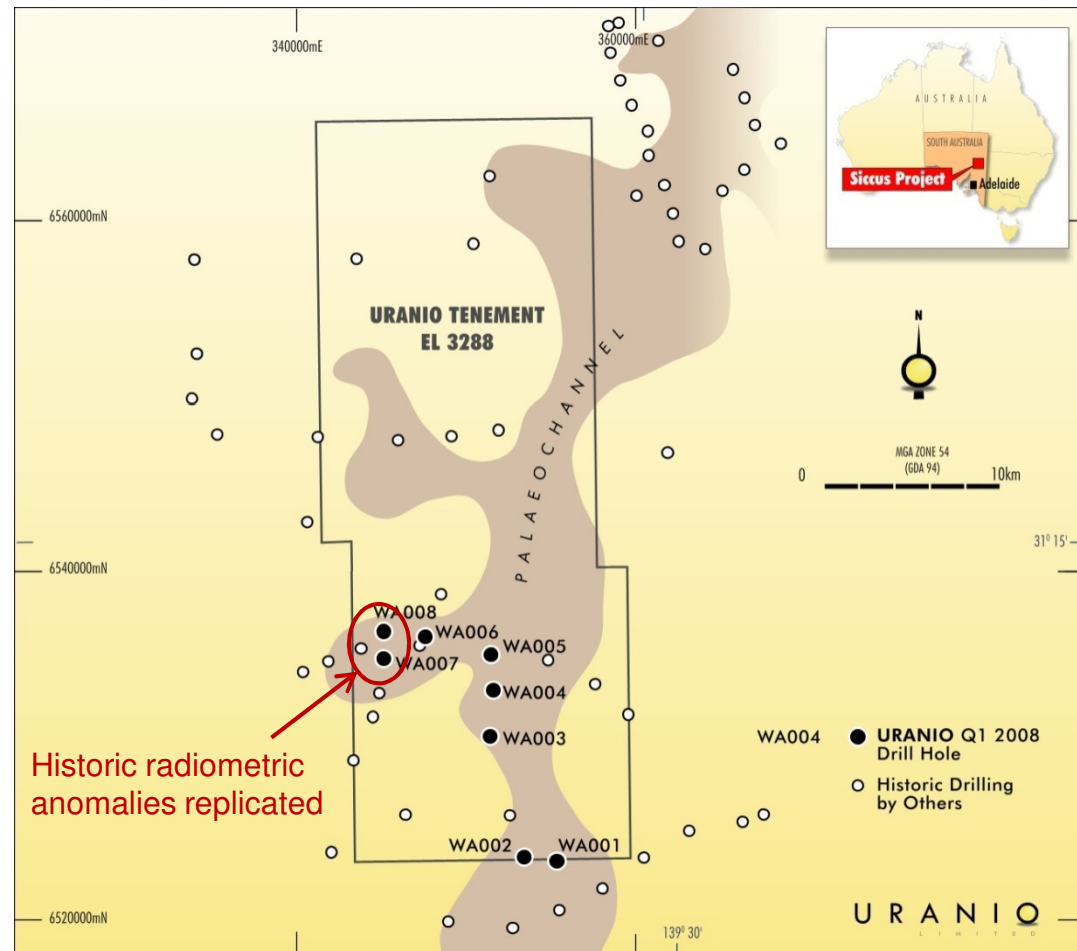 340000mE
360000mE
AUSTRALIA
SOUTH AUSTRALIA
Siccus Project
Adelaide
6560000mN
URANIO TENEMENT
EL 3288
N
PALAEOCHANNEL
MGA ZONE 54
(GDA 94)
0
10km
31⁰ 15'
6540000mN
WA008
WA006
WA005
WA007
WA004
WA003
Historic radiometric
anomalies replicated
WA004
URANIO Q1 2008
Drill Hole
Historic Drilling
by Others
WA002
WA001
6520000mN
139⁰ 30'
URANIO
LIMITED